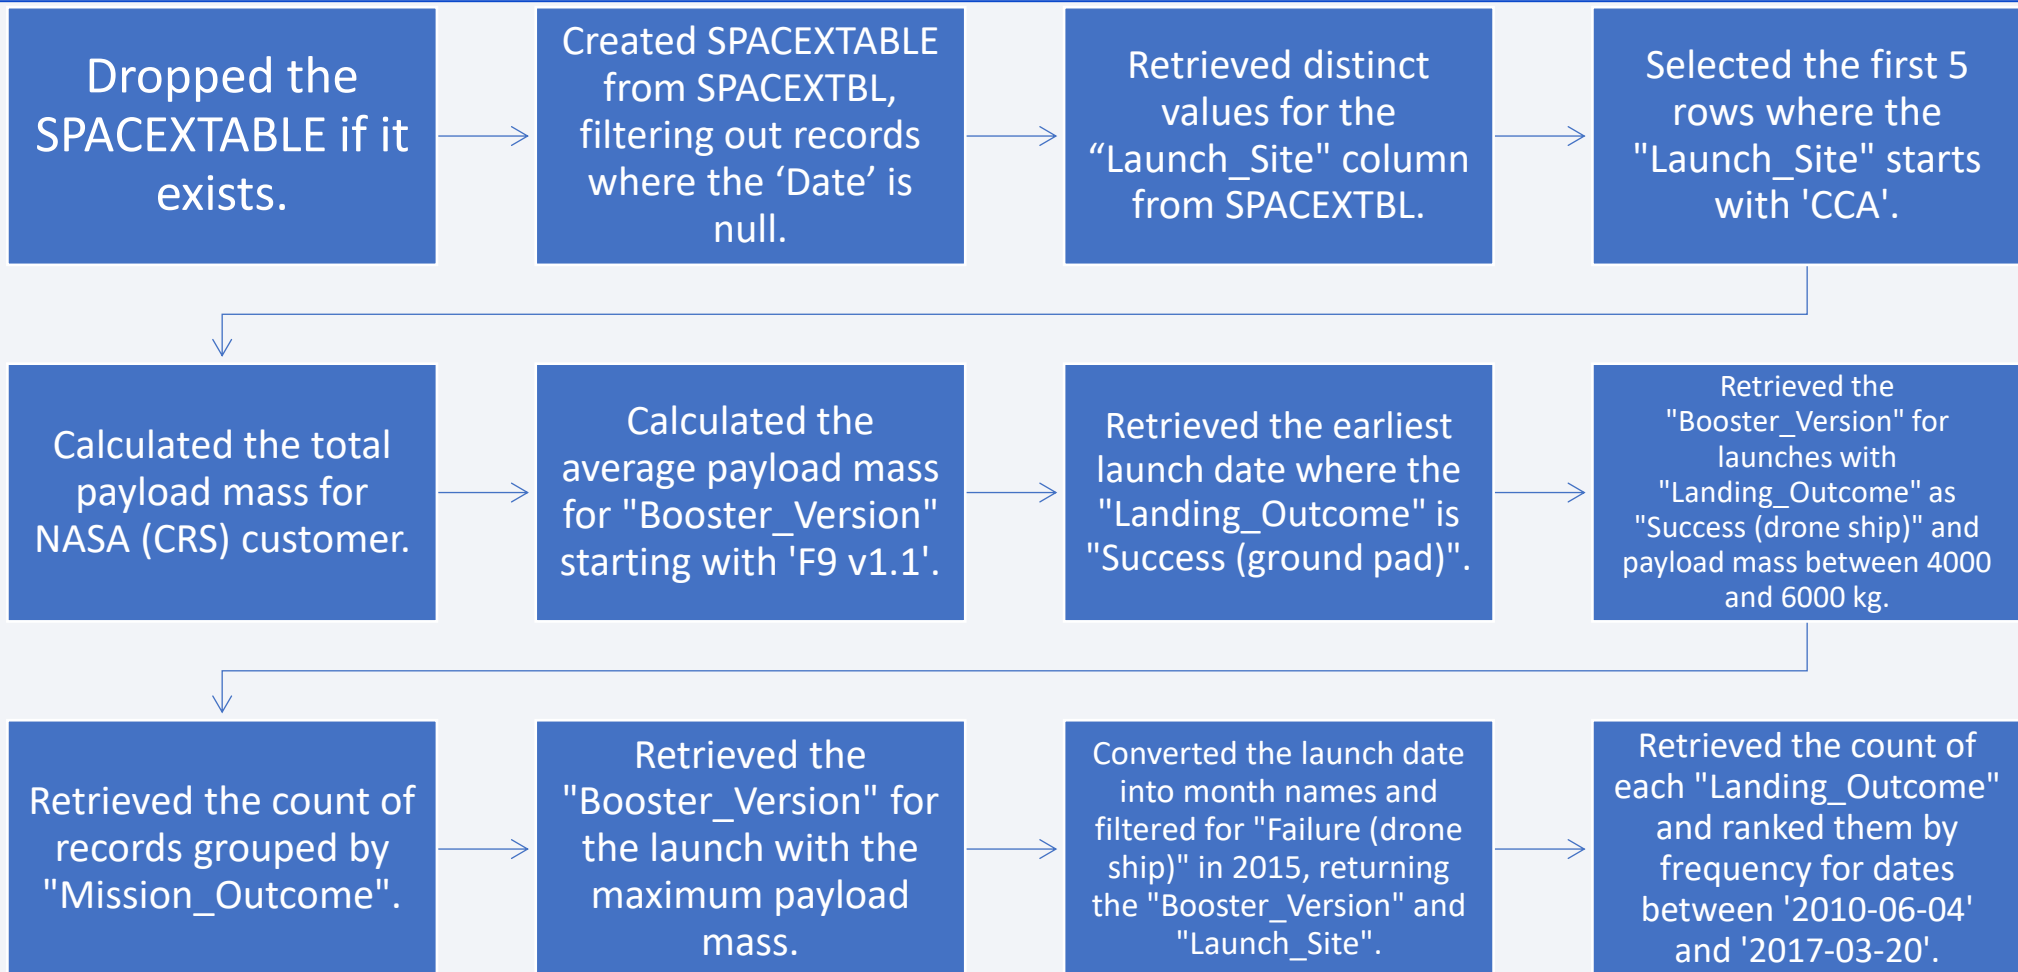 Dropped the
SPACEXTABLE if it
exists.
Created SPACEXTABLE
from SPACEXTBL,
filtering out records
where the ‘Date’ is
null.
Retrieved distinct
values for the
“Launch_Site" column
from SPACEXTBL.
Selected the first 5
rows where the
"Launch_Site" starts
with 'CCA'.
Calculated the total
payload mass for
NASA (CRS) customer.
Calculated the
average payload mass
for "Booster_Version"
starting with 'F9 v1.1'.
Retrieved the earliest
launch date where the
"Landing_Outcome" is
"Success (ground pad)".
Retrieved the
"Booster_Version" for
launches with
"Landing_Outcome" as
"Success (drone ship)" and
payload mass between 4000
and 6000 kg.
Retrieved the count of
records grouped by
"Mission_Outcome".
Retrieved the
"Booster_Version" for
the launch with the
maximum payload
mass.
Converted the launch date
into month names and
filtered for "Failure (drone
ship)" in 2015, returning
the "Booster_Version" and
"Launch_Site".
Retrieved the count of
each "Landing_Outcome"
and ranked them by
frequency for dates
between '2010-06-04'
and '2017-03-20'.